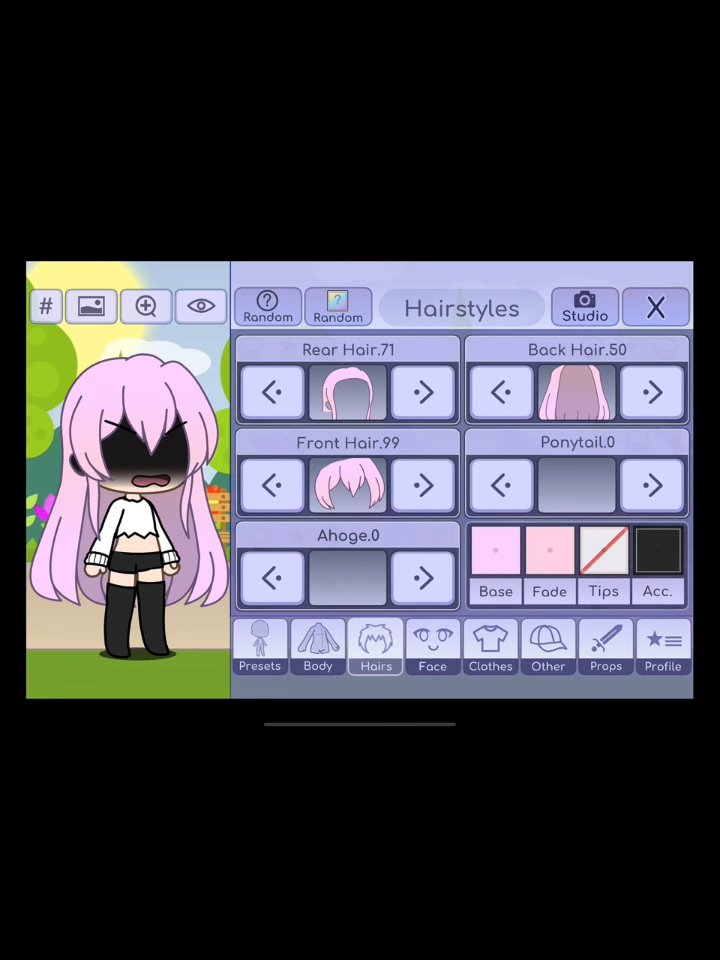 #
? Random
? Random
Hairstyles
Studio
X
Rear Hair.71
Back Hair.50
Front Hair.99
Ponytail.0
Ahoge.0
Base
Fade
Tips
Acc.
Presets
Body
Hairs
Face
Clothes
Other
Props
Profile